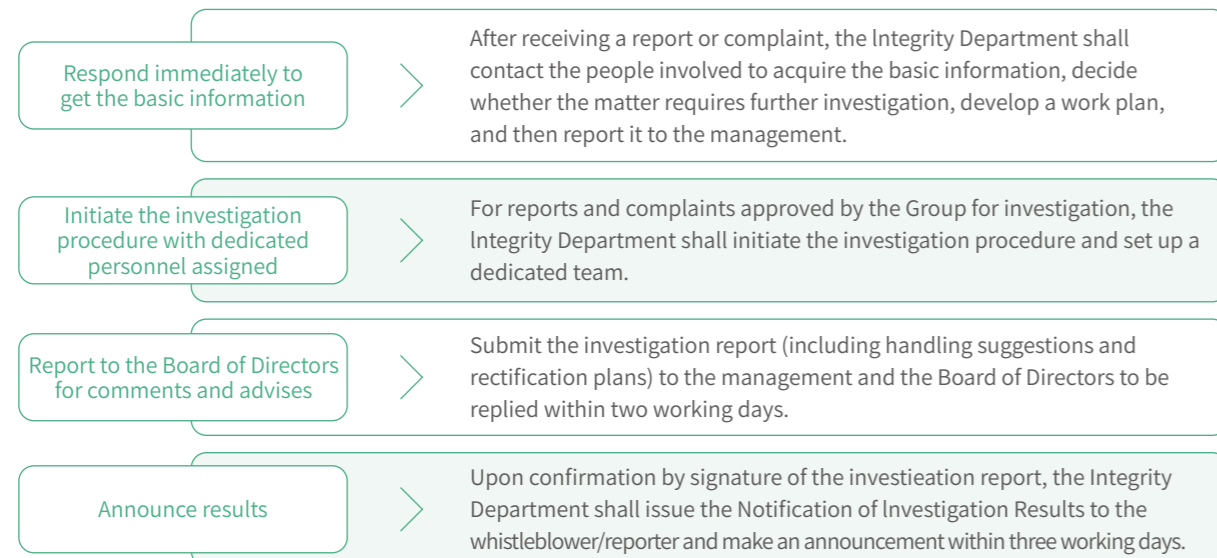 Respond immediately to
get the basic information
After receiving a report or complaint, the lntegrity Department shall
contact the people involved to acquire the basic information, decide
whether the matter requires further investigation, develop a work plan,
and then report it to the management.
Initiate the investigation
procedure with dedicated
personnel assigned
For reports and complaints approved by the Group for investigation, the
lntegrity Department shall initiate the investigation procedure and set up a
dedicated team.
Report to the Board of Directors
for comments and advises
Submit the investigation report (including handling suggestions and
rectification plans) to the management and the Board of Directors to be
replied within two working days.
Announce results
Upon confirmation by signature of the investieation report, the Integrity
Department shall issue the Notification of lnvestigation Results to the
whistleblower/reporter and make an announcement within three working days.